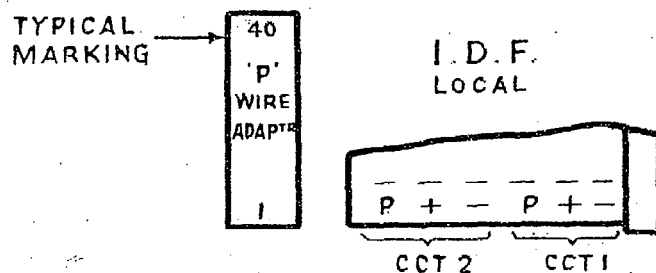 TYPICAL
MARKING
40
'P'
WIRE
ADAPTR
1
I.D.F.
LOCAL
P + - P + -
CCT 2 CCT 1